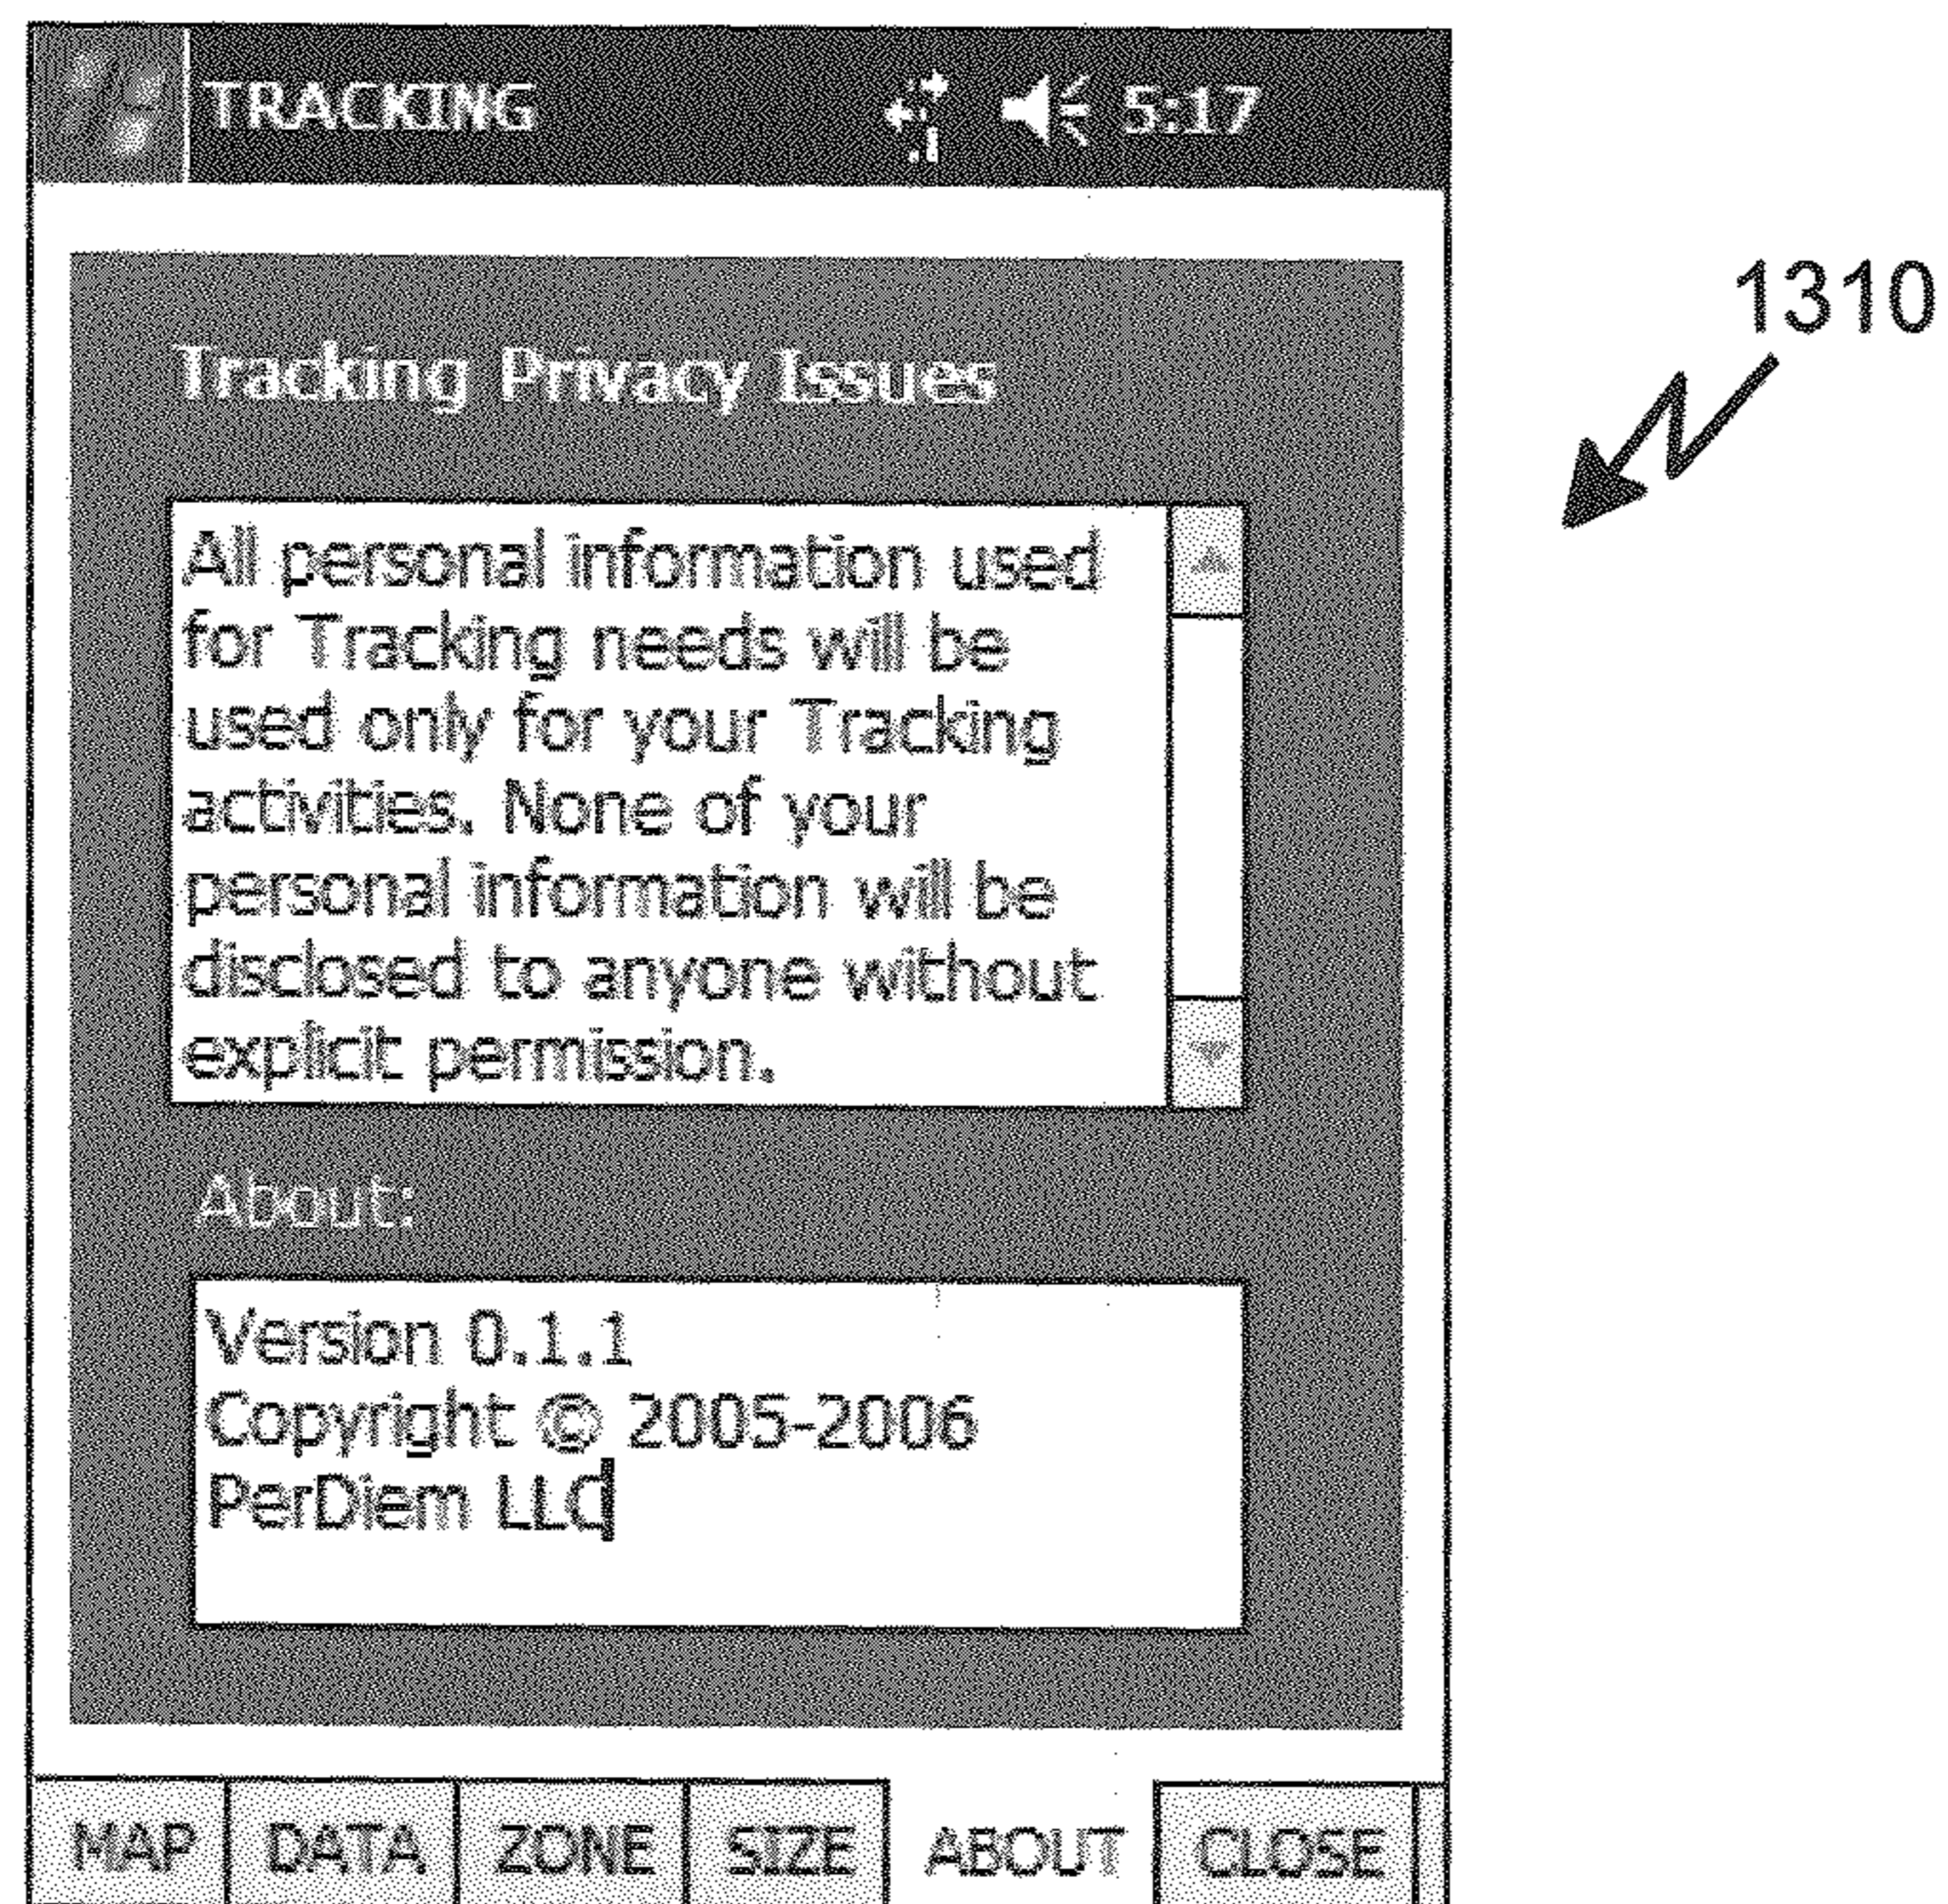 TRACKING 5:17
1310
Tracking Privacy Issues
All personal information used
for Tracking needs will be
used only for your Tracking
activities. None of your
personal information will be
disclosed to anyone without
explicit permission.
About:
Version 0.1.1
Copyright © 2005-2006
PerDiem LLC
MAP DATA ZONE SIZE ABOUT CLOSE